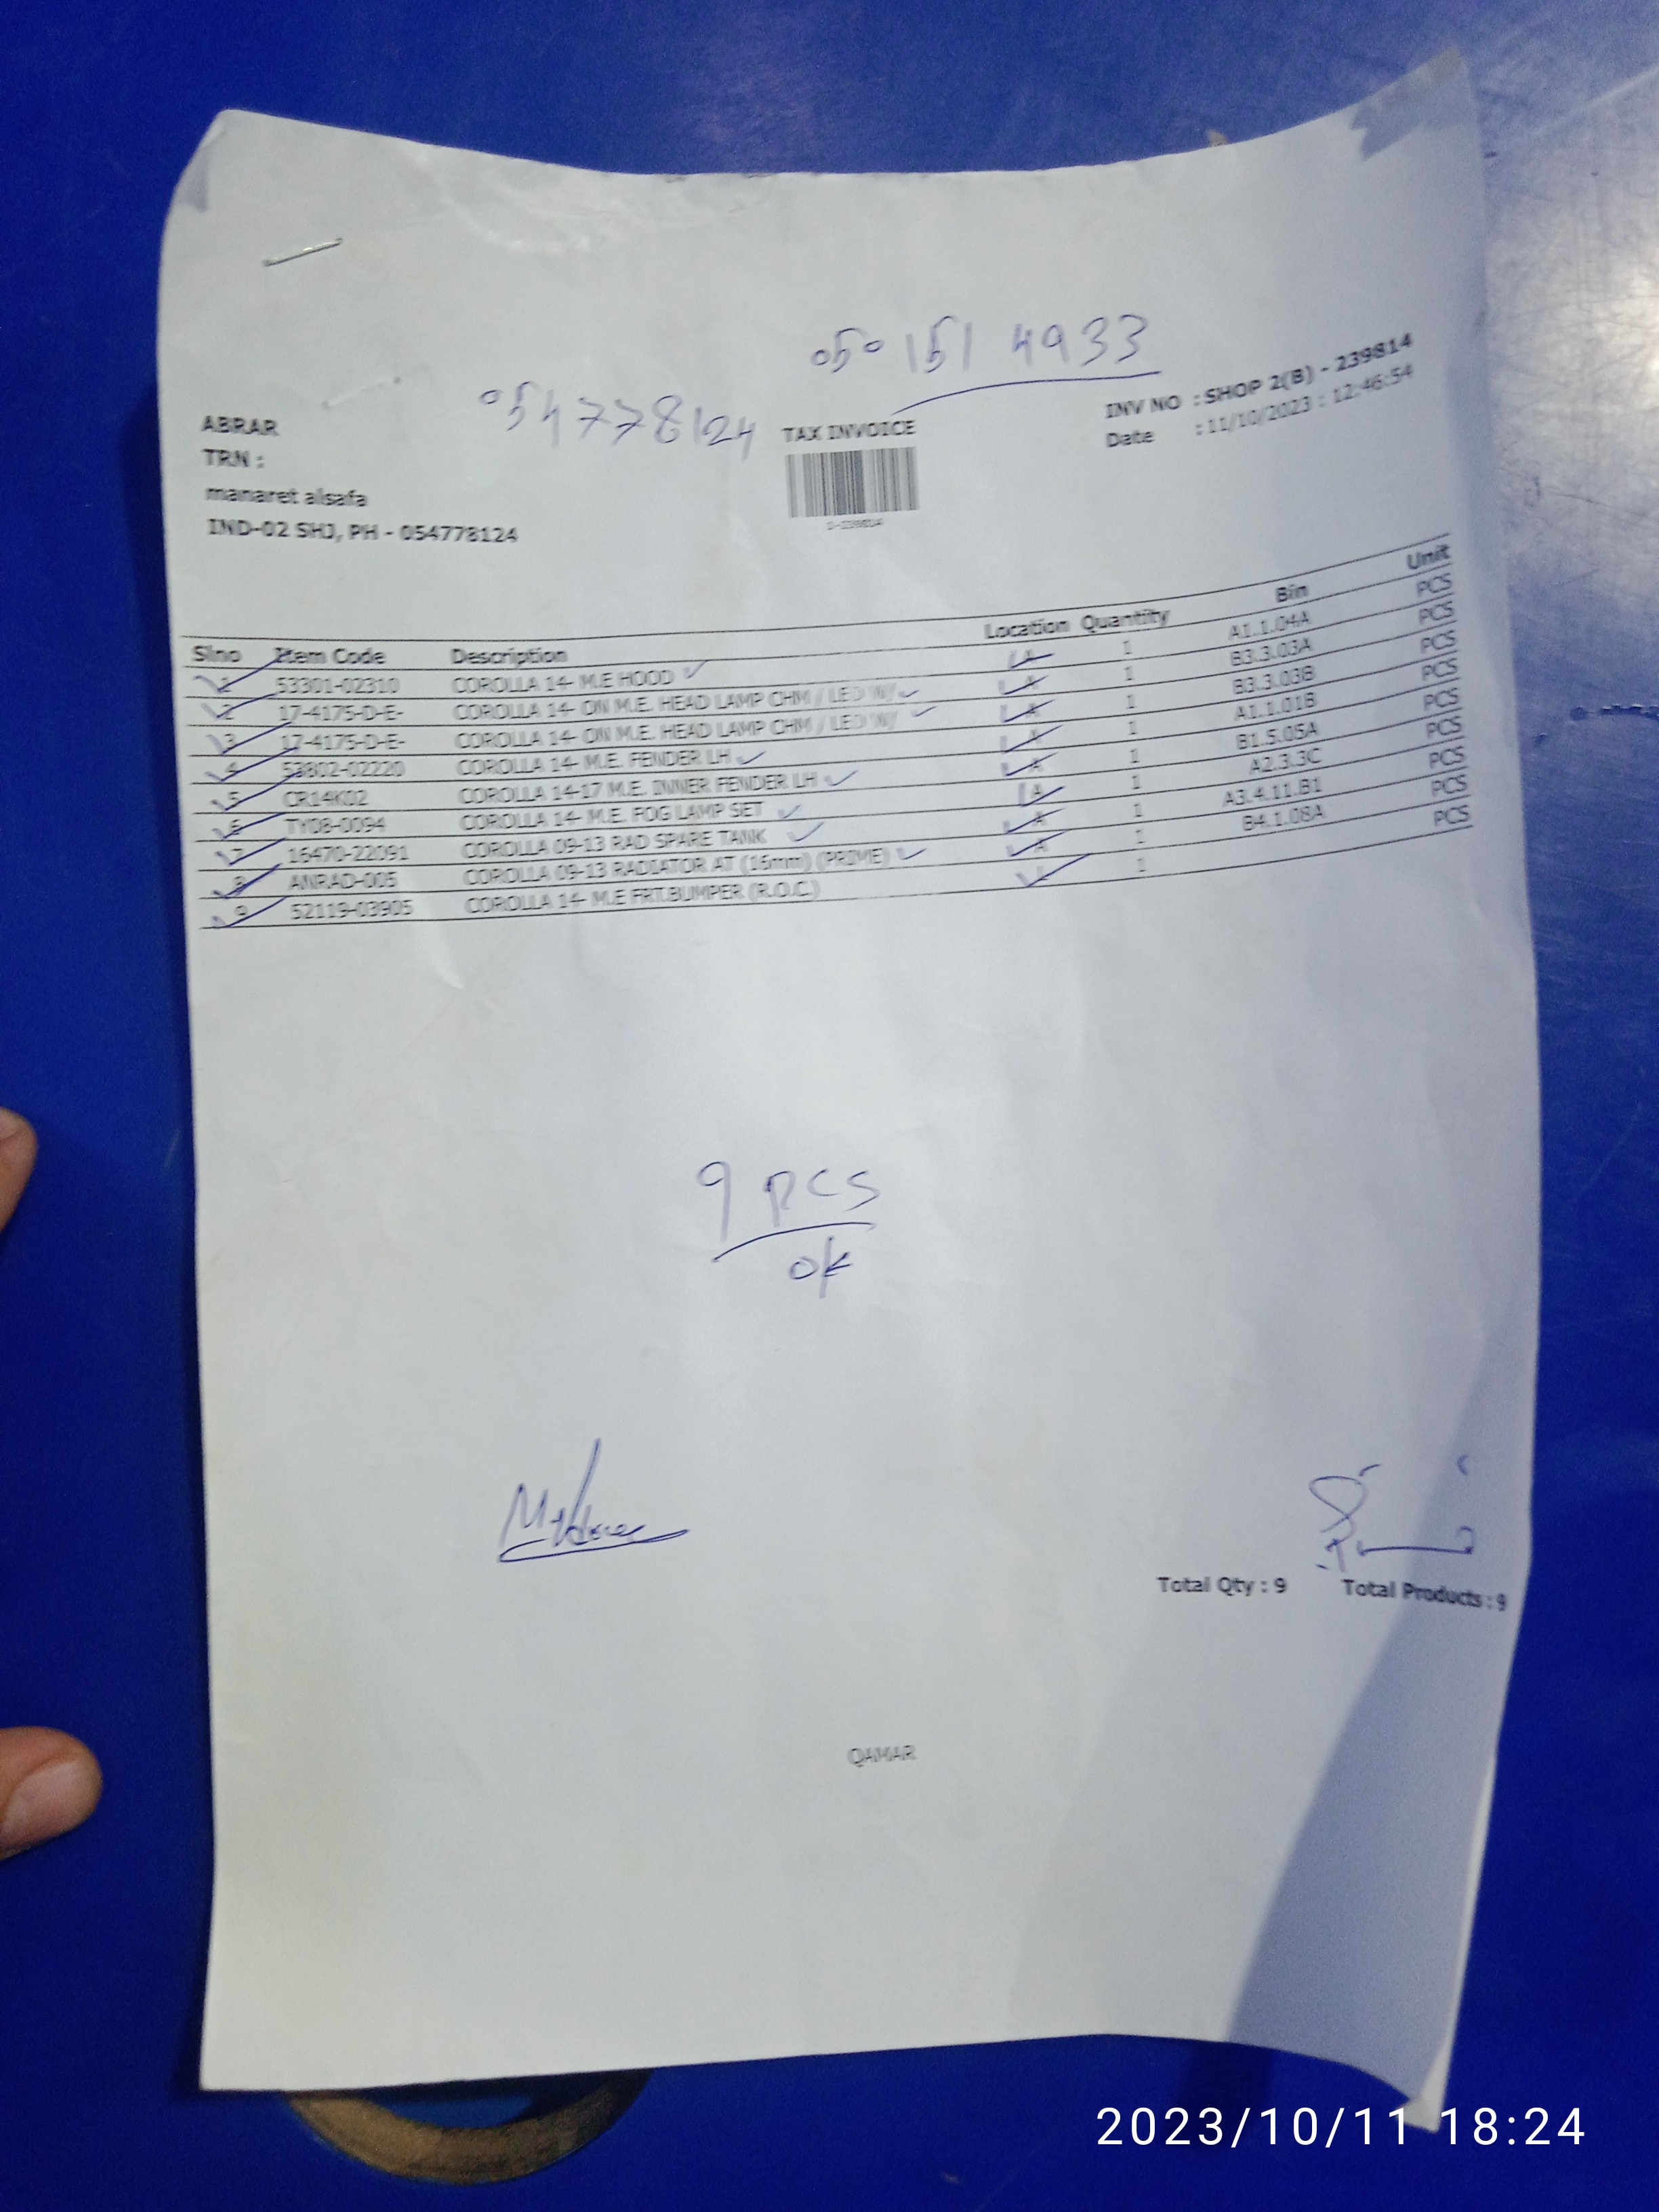 050 151 4933
054778124
ABRAR
TRN :
manaret alsafa
IND-02 SHJ, PH - 054778124
TAX INVOICE
1-239814
INV NO : SHOP 2(B) - 239814
Date : 11/10/2023 : 12:46:54
Slno Item Code Description Location Quantity Bin Unit
1 53301-02310 COROLLA 14- M.E HOOD A 1 A1.1.04A PCS
2 17-4175-D-E- COROLLA 14- ON M.E. HEAD LAMP CHM / LED W/ A 1 B3.3.03A PCS
3 17-4175-D-E- COROLLA 14- ON M.E. HEAD LAMP CHM / LED W/ A 1 B3.3.03B PCS
4 53802-02220 COROLLA 14- M.E. FENDER LH A 1 A1.1.01B PCS
5 CR14K02 COROLLA 14-17 M.E. INNER FENDER LH A 1 B1.5.05A PCS
6 TY08-0094 COROLLA 14- M.E. FOG LAMP SET A 1 A2.3.3C PCS
7 16470-22091 COROLLA 09-13 RAD SPARE TANK A 1 A3.4.11.B1 PCS
8 ANRAD-005 COROLLA 09-13 RADIATOR AT (16mm) (PRIME) A 1 B4.1.08A PCS
9 52119-03905 COROLLA 14- M.E FRT.BUMPER (R.O.C.) 1 PCS
9 pcs
ok
Total Qty : 9 Total Products : 9
QAMAR
2023/10/11 18:24